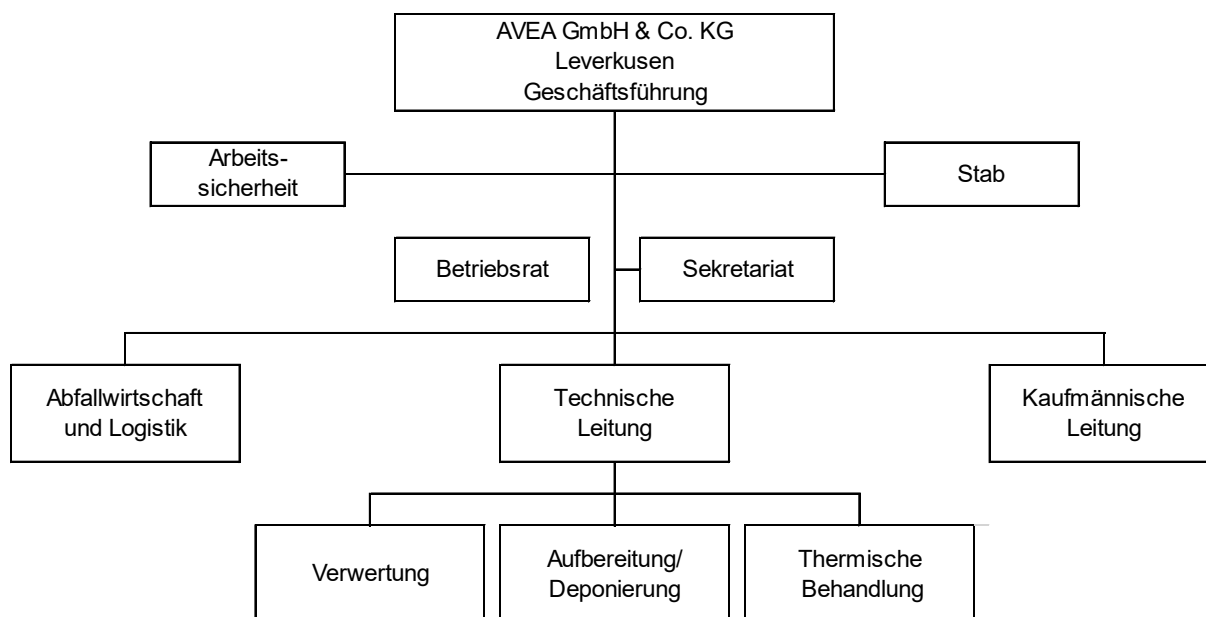 AVEA GmbH & Co. KG
Leverkusen
Geschäftsführung
Arbeits-
sicherheit
Stab
Betriebsrat
Sekretariat
Abfallwirtschaft
und Logistik
Technische
Leitung
Kaufmännische
Leitung
Verwertung
Aufbereitung/
Deponierung
Thermische
Behandlung